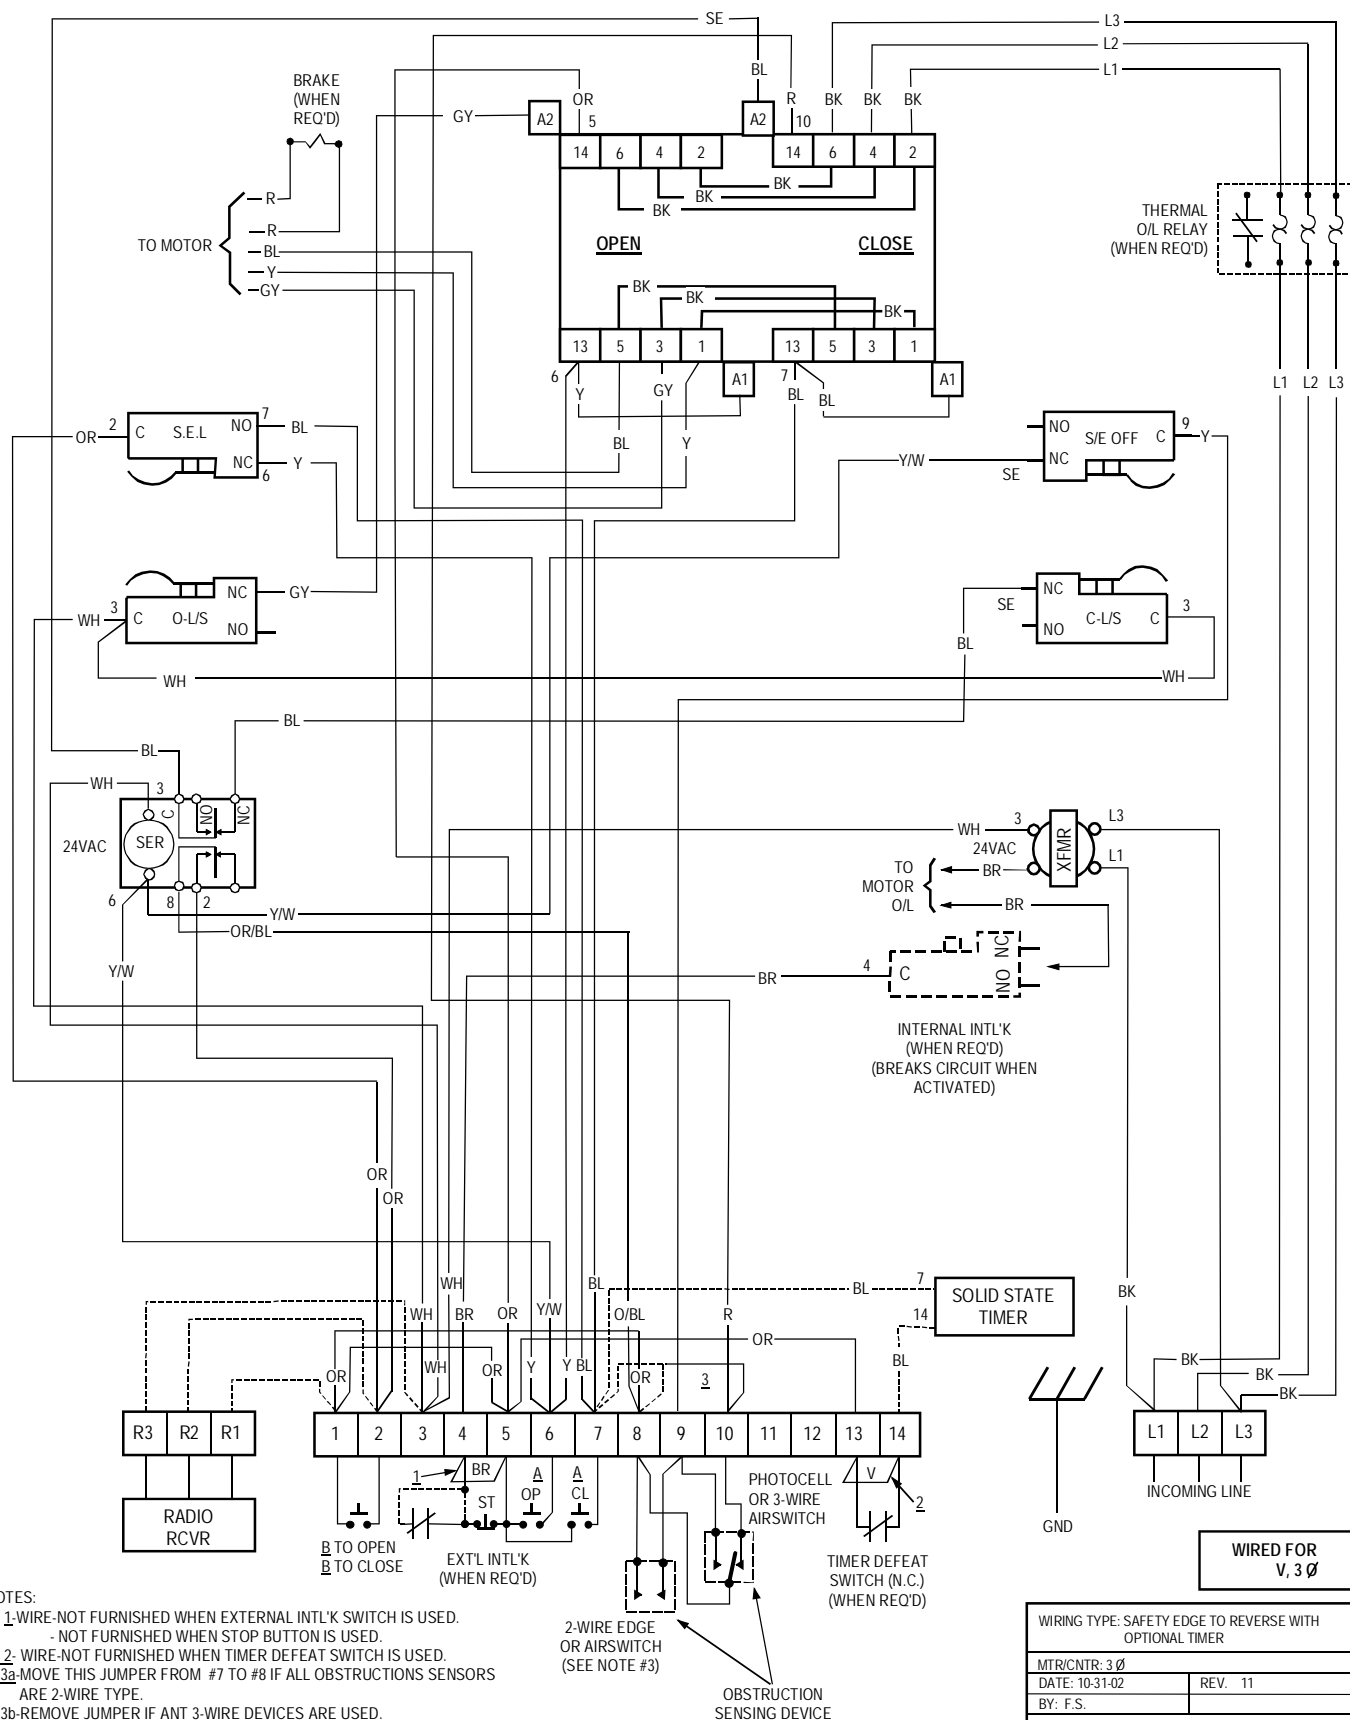 SE
L3
L2
L1
BL
BRAKE
(WHEN
REQ'D)
OR
R
BK
BK
BK
GY
A2
5
A2
10
14
6
4
2
14
6
4
2
BK
BK
BK
R
R
BL
Y
GY
TO MOTOR
OPEN
CLOSE
THERMAL
O/L RELAY
(WHEN REQ'D)
BK
BK
BK
13
5
3
1
13
5
3
1
6
Y
GY
A1
7
BL
BL
A1
L1
L2
L3
2
OR
C
S.E.L
NO
7
BL
NC
6
Y
BL
Y
NO
S/E OFF
C
9
Y
NC
SE
Y/W
NC
GY
3
WH
C
O-L/S
NO
NC
SE
C-L/S
C
3
NO
BL
WH
WH
BL
BL
WH
3
C
NO
NC
24VAC
SER
6
8
2
Y/W
OR/BL
Y/W
WH
3
24VAC
XFMR
L3
L1
TO
MOTOR
O/L
BR
BR
BR
4
C
NC
NO
INTERNAL INTL'K
(WHEN REQ'D)
(BREAKS CIRCUIT WHEN
ACTIVATED)
OR
OR
WH
WH
BR
OR
Y/W
BL
O/BL
R
BL
7
14
SOLID STATE
TIMER
BK
OR
WH
OR
Y
Y
BL
OR
3
OR
BL
BK
BK
BK
R3
R2
R1
1
2
3
4
5
6
7
8
9
10
11
12
13
14
L1
L2
L3
INCOMING LINE
RADIO
RCVR
1
BR
ST
A
OP
A
CL
PHOTOCELL
OR 3-WIRE
AIRSWITCH
V
2
GND
B TO OPEN
B TO CLOSE
EXT'L INTL'K
(WHEN REQ'D)
TIMER DEFEAT
SWITCH (N.C.)
(WHEN REQ'D)
WIRED FOR
V, 3 Ø
2-WIRE EDGE
OR AIRSWITCH
(SEE NOTE #3)
OBSTRUCTION
SENSING DEVICE
OTES:
1-WIRE-NOT FURNISHED WHEN EXTERNAL INTL'K SWITCH IS USED.
- NOT FURNISHED WHEN STOP BUTTON IS USED.
2- WIRE-NOT FURNISHED WHEN TIMER DEFEAT SWITCH IS USED.
3a-MOVE THIS JUMPER FROM #7 TO #8 IF ALL OBSTRUCTIONS SENSORS
ARE 2-WIRE TYPE.
3b-REMOVE JUMPER IF ANT 3-WIRE DEVICES ARE USED.
WIRING TYPE: SAFETY EDGE TO REVERSE WITH
OPTIONAL TIMER
MTR/CNTR: 3 Ø
DATE: 10-31-02
REV. 11
BY: F.S.